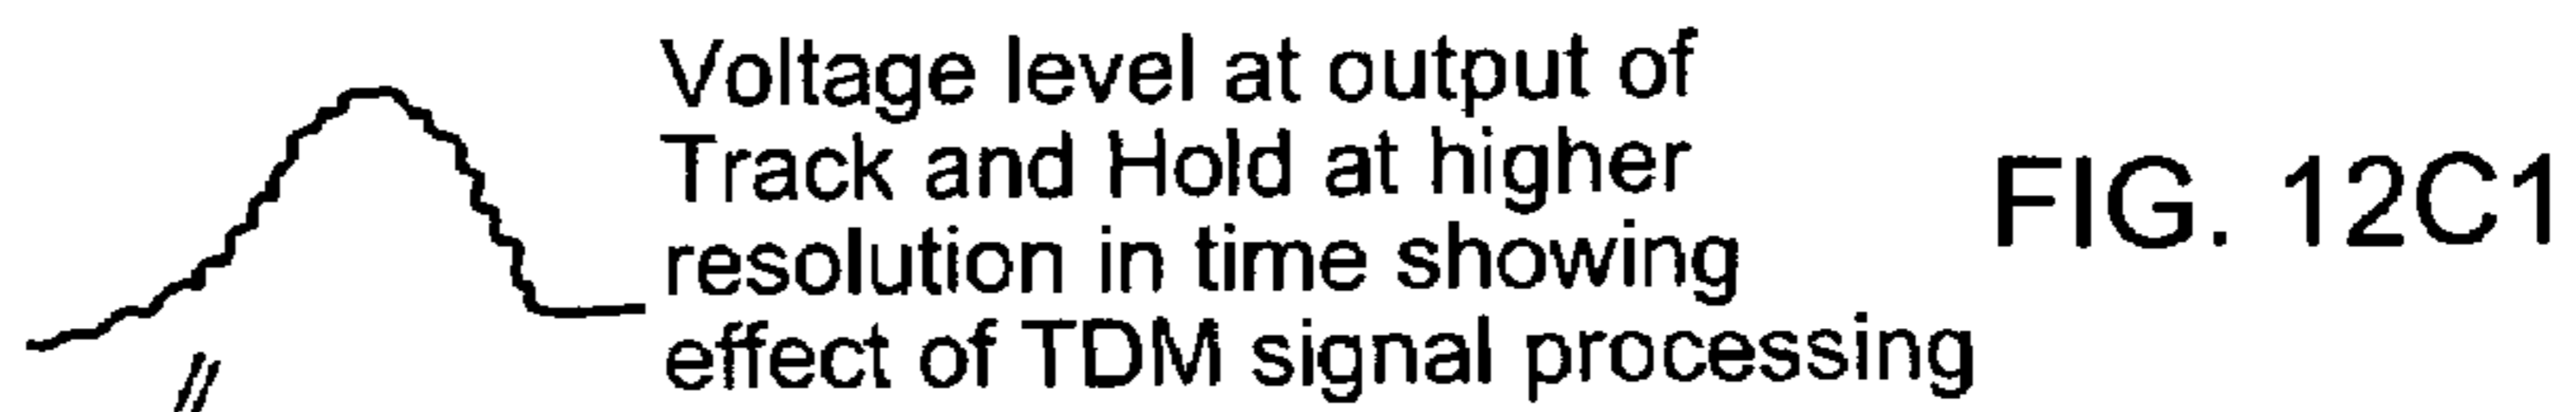 Voltage level at output of
Track and Hold at higher
resolution in time showing
effect of TDM signal processing
FIG. 12C1